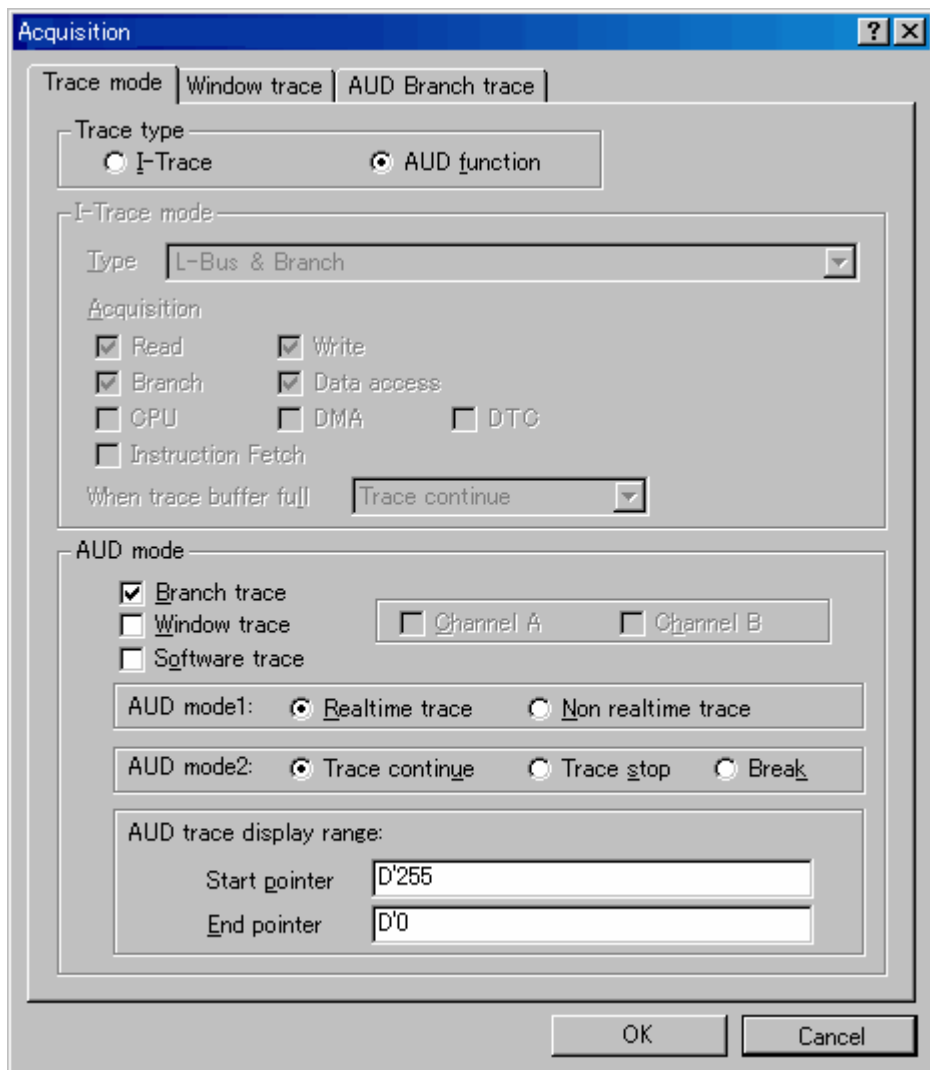 Acquisition
Trace mode Window trace AUD Branch trace
Trace type
I-Trace AUD function
I-Trace mode
Type L-Bus & Branch
Acquisition
Read Write
Branch Data access
CPU DMA DTC
Instruction Fetch
When trace buffer full Trace continue
AUD mode
Branch trace
Window trace Channel A Channel B
Software trace
AUD mode1: Realtime trace Non realtime trace
AUD mode2: Trace continue Trace stop Break
AUD trace display range:
Start pointer D'255
End pointer D'0
OK Cancel